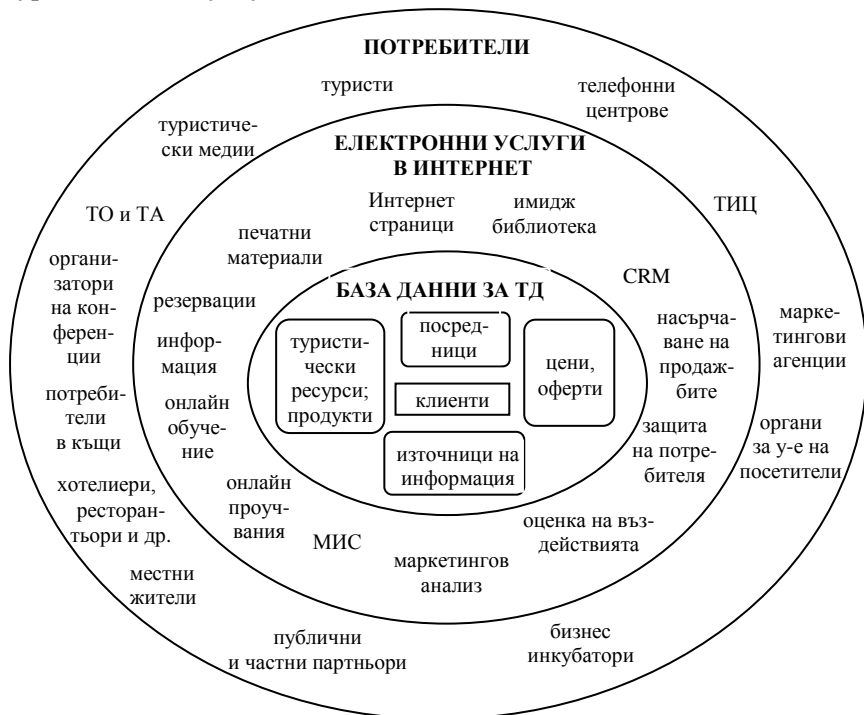 ПОТРЕБИТЕЛИ
туристи
телефонни
центрове
туристиче-
ски медии
ЕЛЕКТРОННИ УСЛУГИ
В ИНТЕРНЕТ
ТО и ТА
Интернет
страници
имидж
библиотека
ТИЦ
печатни
материали
органи-
затори
на кон-
ферен-
ции
CRM
БАЗА ДАННИ ЗА ТД
резервации
насърча-
ване на
продаж-
бите
марке-
тингови
агенции
инфор-
мация
туристи-
чески
ресурси;
продукти
посред-
ници
цени,
оферти
клиенти
потреби-
тели
в къщи
онлайн
обуче-
ние
защита
на потре-
бителя
органи
за у-е на
посетители
източници на
информация
хотелиери,
ресторан-
тьори и др.
онлайн
проуч-
вания
МИС
маркетингов
анализ
оценка на въз-
действията
местни
жители
публични
и частни партньори
бизнес
инкубатори